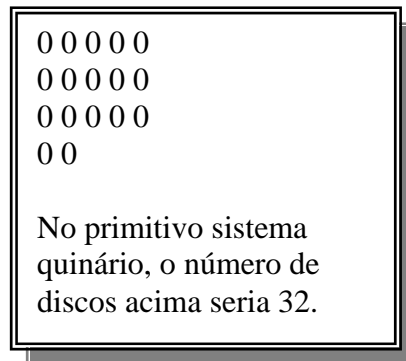 0 0 0 0 0
0 0 0 0 0
0 0 0 0 0
0 0
No primitivo sistema
quinário, o número de
discos acima seria 32.